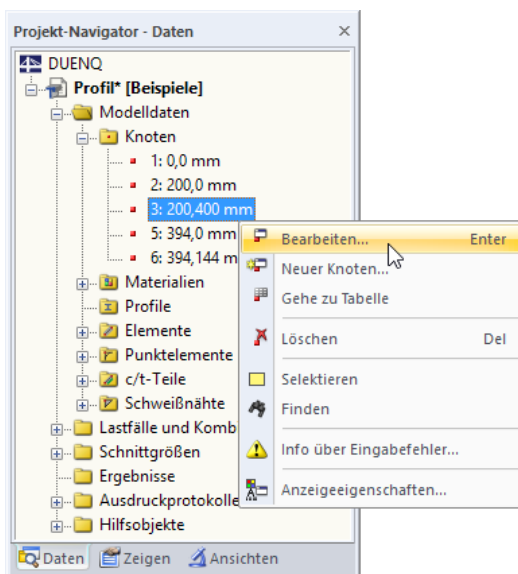 Projekt-Navigator - Daten
DUENQ
Profil* [Beispiele]
Modelldaten
Knoten
1: 0,0 mm
2: 200,0 mm
3: 200,400 mm
5: 394,0 mm
6: 394,144 m
Materialien
Profile
Elemente
Punktelemente
c/t-Teile
Schweißnähte
Lastfälle und Komb
Schnittgrößen
Ergebnisse
Ausdruckprotokolle
Hilfsobjekte
Daten Zeigen Ansichten
Bearbeiten... Enter
Neuer Knoten...
Gehe zu Tabelle
Löschen Del
Selektieren
Finden
Info über Eingabefehler...
Anzeigeeigenschaften...